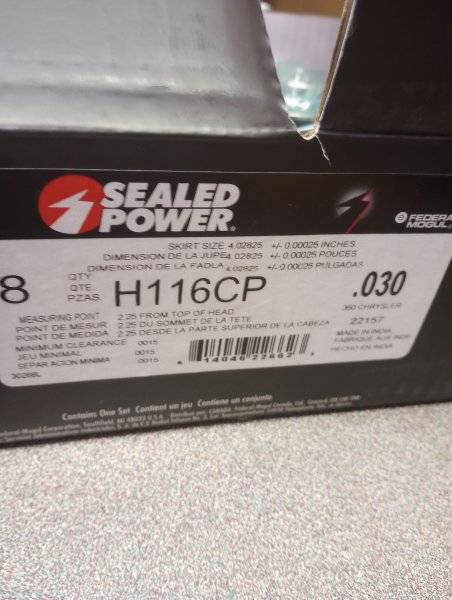 SEALED
POWER®
FEDERAL
MOGUL
SKIRT SIZE 4.02825 +/- 0.00025 INCHES
DIMENSION DE LA JUPE 4.02825 +/- 0.00025 POUCES
DIMENSION DE LA FADLA 4.02825 +/- 0.00025 PULGADAS
8 QTY
QTE
PZAS
H116CP
.030
360 CHRYSLER
22157
MEASURING POINT 2.25 FROM TOP OF HEAD
POINT DE MESUR 2.25 DU SOMMET DE LA TETE
POINT DE MEDIDA 2.25 DESDE LA PARTE SUPERIOR DE LA CABEZA
MINIMUM CLEARANCE .0015
JEU MINIMAL .0015
SEPARACION MINIMA .0015
30266L
MADE IN INDIA
FABRIQUE AUX INDE
HECHO EN INDIA
14046 22662
Contains One Set Contient un jeu Contiene un conjunto